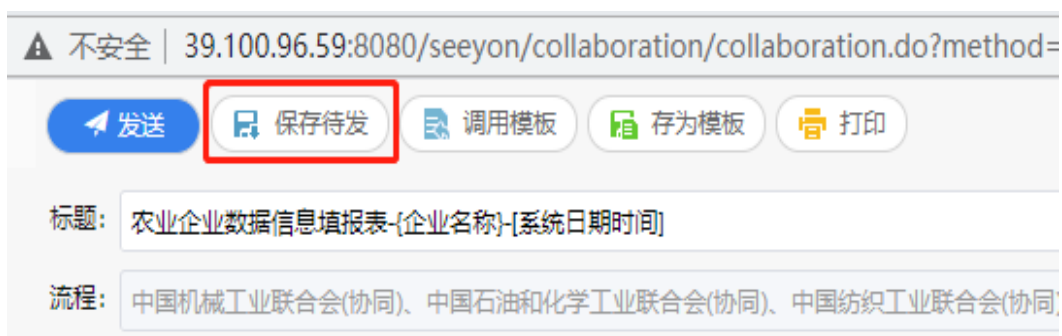 不安全 | 39.100.96.59:8080/seeyon/collaboration/collaboration.do?method=
发送 保存待发 调用模板 存为模板 打印
标题： 农业企业数据信息填报表-{企业名称}-[系统日期时间]
流程： 中国机械工业联合会(协同)、中国石油和化学工业联合会(协同)、中国纺织工业联合会(协同)